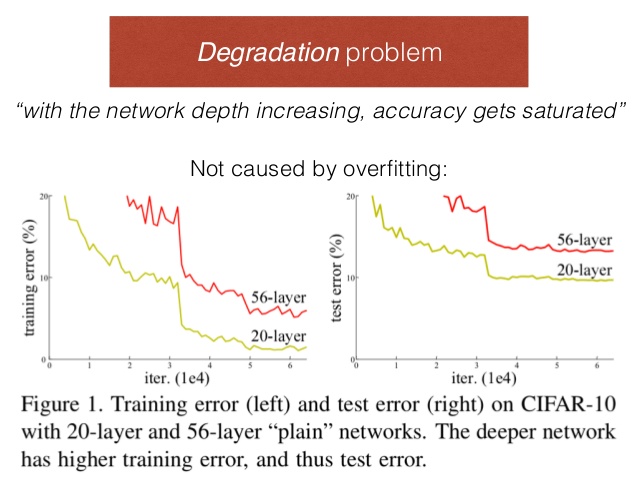 Degradation problem
“with the network depth increasing, accuracy gets saturated”
Not caused by overfitting:
20
10
0
training error (%)
56-layer
20-layer
0 1 2 3 4 5 6
iter. (1e4)
20
10
0
test error (%)
56-layer
20-layer
0 1 2 3 4 5 6
iter. (1e4)
Figure 1. Training error (left) and test error (right) on CIFAR-10
with 20-layer and 56-layer “plain” networks. The deeper network
has higher training error, and thus test error.